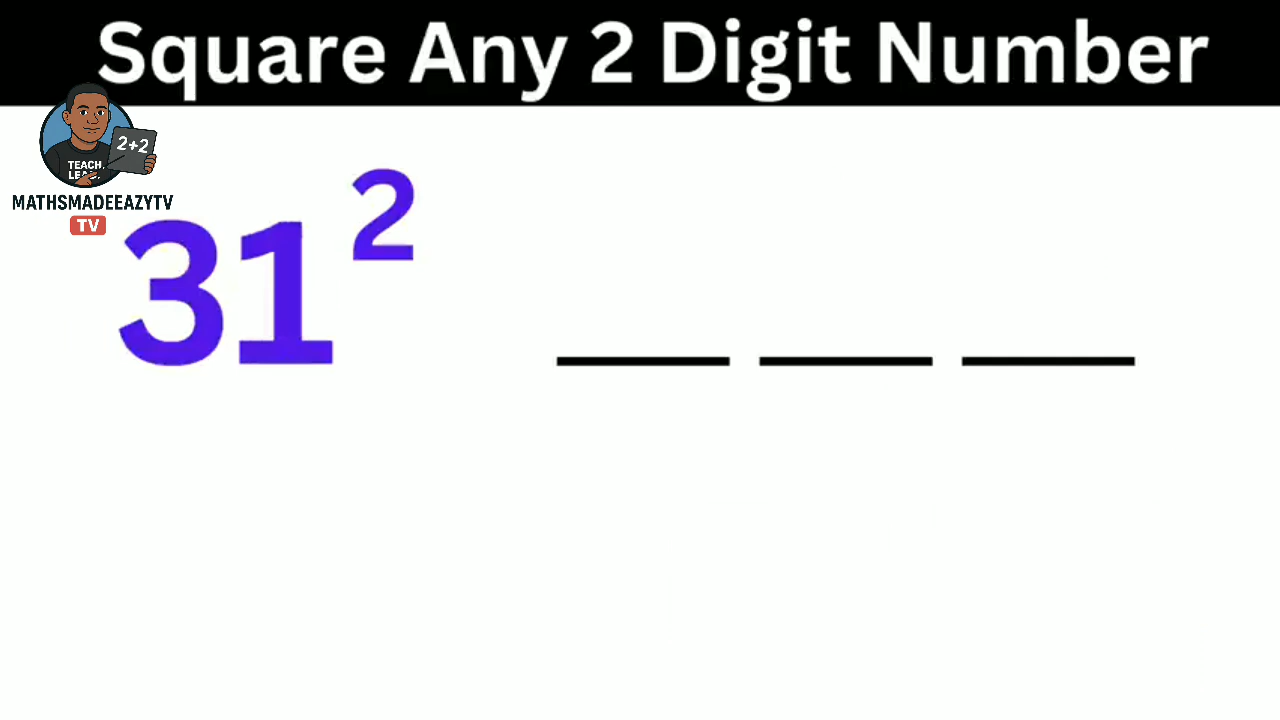 Square Any 2 Digit Number
2+2
TEACH.
MATHSMADEEAZYTV
TV
31²